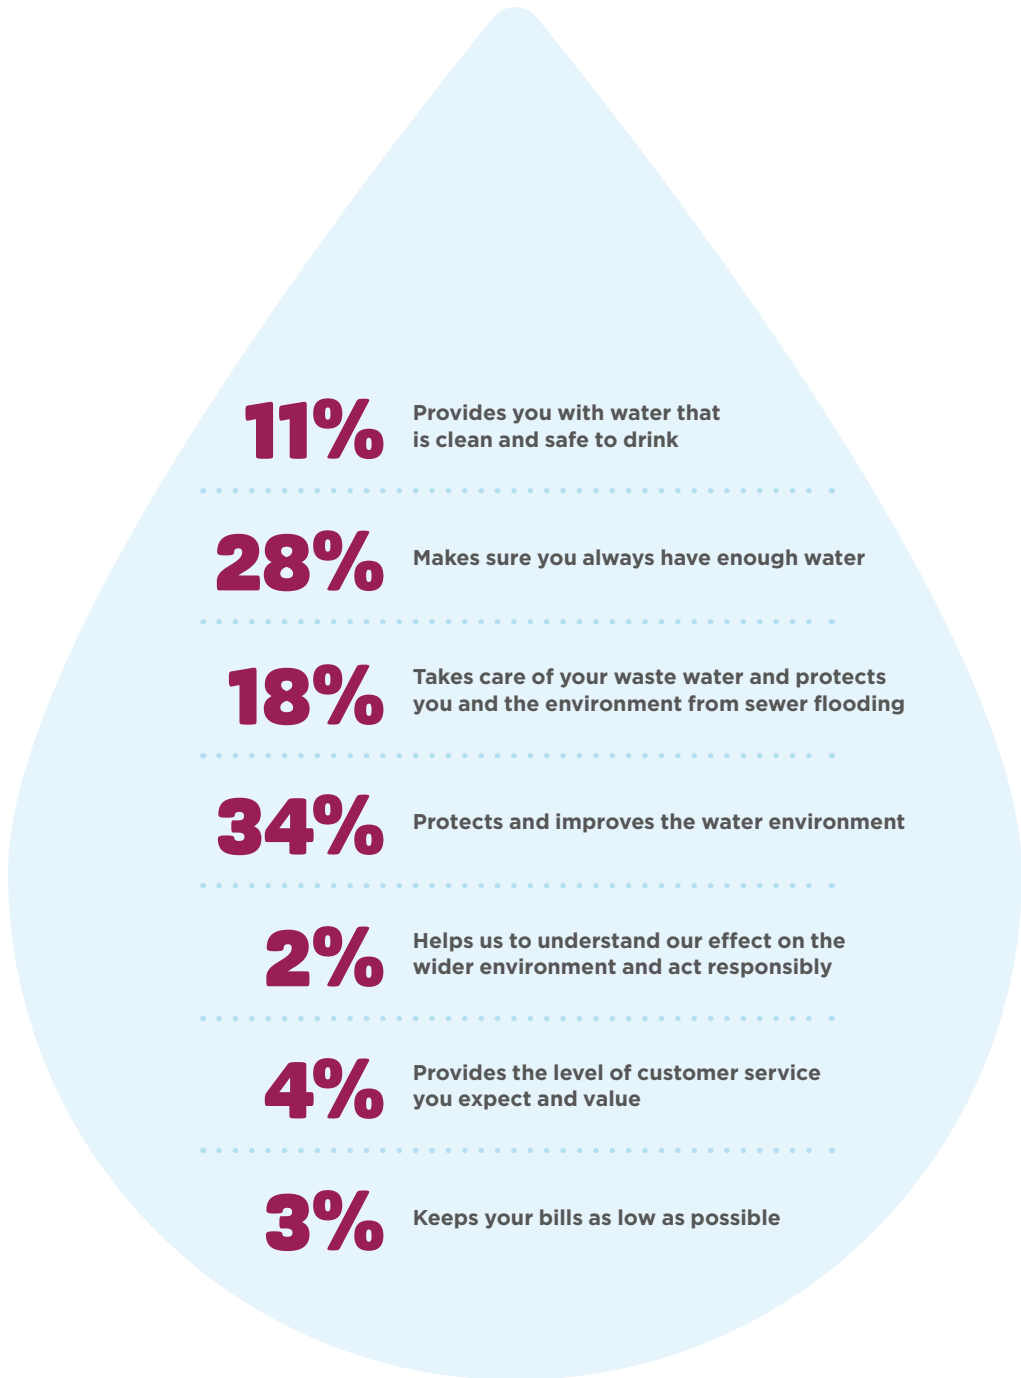 11%
Provides you with water that
is clean and safe to drink
28%
Makes sure you always have enough water
18%
Takes care of your waste water and protects
you and the environment from sewer flooding
34%
Protects and improves the water environment
2%
Helps us to understand our effect on the
wider environment and act responsibly
4%
Provides the level of customer service
you expect and value
3%
Keeps your bills as low as possible